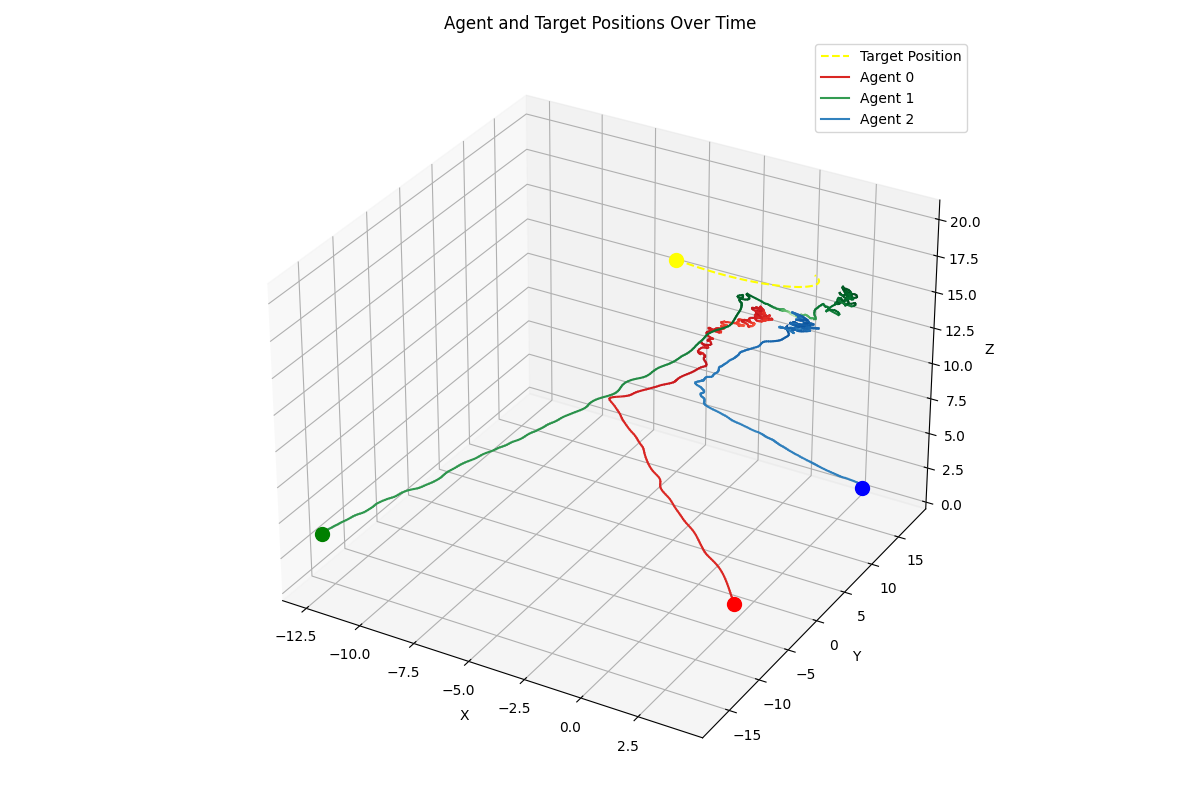 Agent and Target Positions Over Time
Target Position
Agent 0
Agent 1
Agent 2
20.0
17.5
15.0
12.5
10.0
7.5
5.0
2.5
0.0
Z
15
10
5
0
−5
−10
−15
Y
−12.5
−10.0
−7.5
−5.0
−2.5
0.0
2.5
X